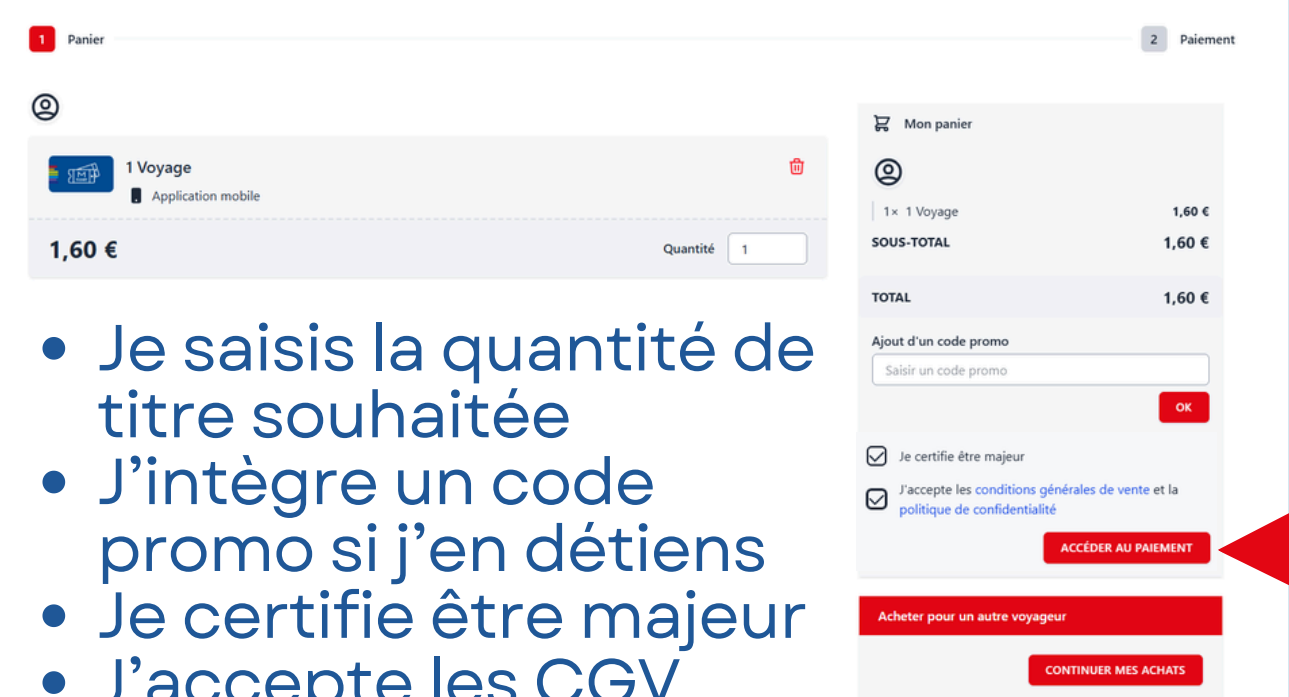 1 Panier
2 Paiement
1 Voyage
Application mobile
1,60 €
Quantité 1
Je saisis la quantité de
titre souhaitée
J’intègre un code
promo si j’en détiens
Je certifie être majeur
J’accepte les CGV
Mon panier
1× 1 Voyage 1,60 €
SOUS-TOTAL 1,60 €
TOTAL 1,60 €
Ajout d'un code promo
Saisir un code promo
OK
Je certifie être majeur
J'accepte les conditions générales de vente et la
politique de confidentialité
ACCÉDER AU PAIEMENT
Acheter pour un autre voyageur
CONTINUER MES ACHATS